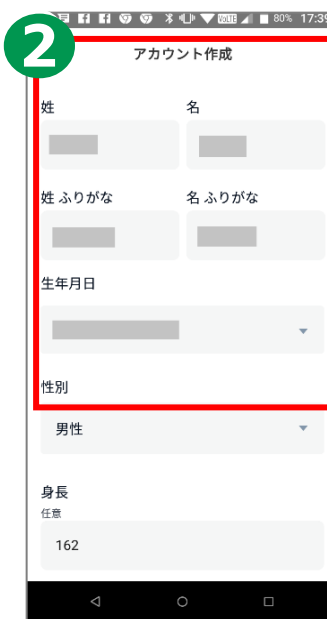 2
80% 17:39
アカウント作成
姓 名
姓 ふりがな 名 ふりがな
生年月日
性別
男性
身長
任意
162